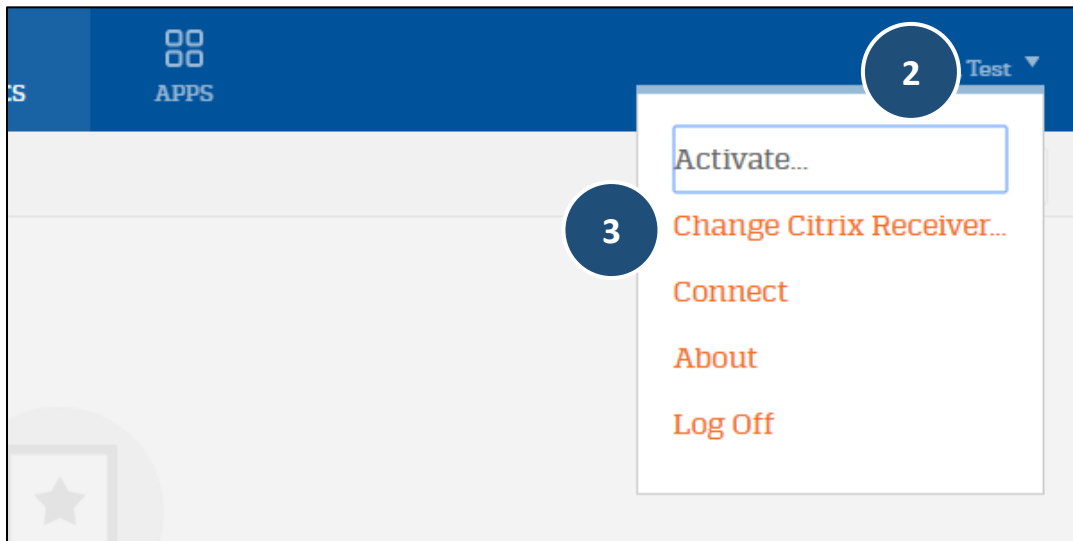 APPS
2
Test
Activate...
3
Change Citrix Receiver...
Connect
About
Log Off